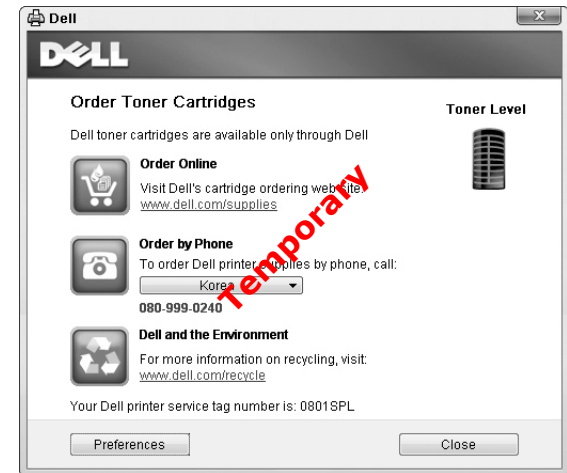 Dell
DELL
Order Toner Cartridges
Toner Level
Dell toner cartridges are available only through Dell
Order Online
Visit Dell's cartridge ordering web site:
www.dell.com/supplies
Temporary
Order by Phone
To order Dell printer supplies by phone, call:
Korea
080-999-0240
Dell and the Environment
For more information on recycling, visit:
www.dell.com/recycle
Your Dell printer service tag number is: 0801SPL
Preferences
Close